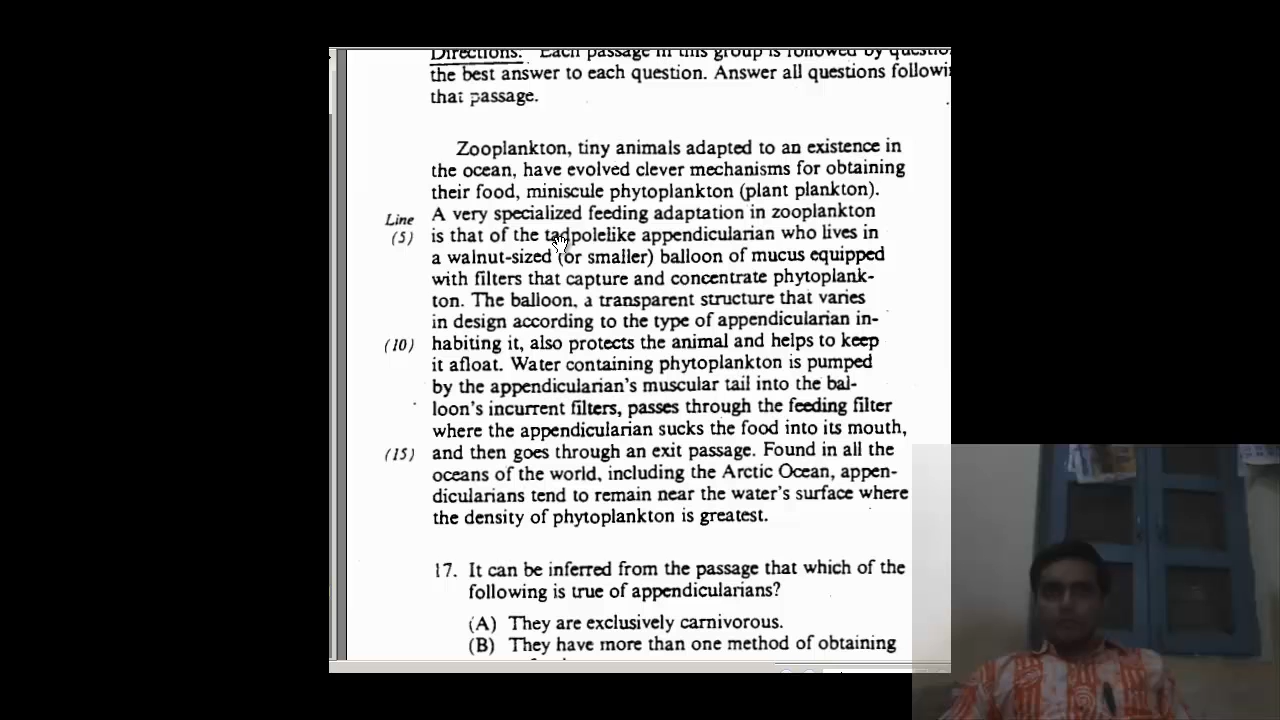 Directions: Each passage in this group is followed by questio
the best answer to each question. Answer all questions followi
that passage.
Zooplankton, tiny animals adapted to an existence in
the ocean, have evolved clever mechanisms for obtaining
their food, miniscule phytoplankton (plant plankton).
Line A very specialized feeding adaptation in zooplankton
(5) is that of the tadpolelike appendicularian who lives in
a walnut-sized (or smaller) balloon of mucus equipped
with filters that capture and concentrate phytoplank-
ton. The balloon, a transparent structure that varies
in design according to the type of appendicularian in-
(10) habiting it, also protects the animal and helps to keep
it afloat. Water containing phytoplankton is pumped
by the appendicularian's muscular tail into the bal-
loon's incurrent filters, passes through the feeding filter
where the appendicularian sucks the food into its mouth,
(15) and then goes through an exit passage. Found in all the
oceans of the world, including the Arctic Ocean, appen-
dicularians tend to remain near the water's surface where
the density of phytoplankton is greatest.
17. It can be inferred from the passage that which of the
following is true of appendicularians?
(A) They are exclusively carnivorous.
(B) They have more than one method of obtaining